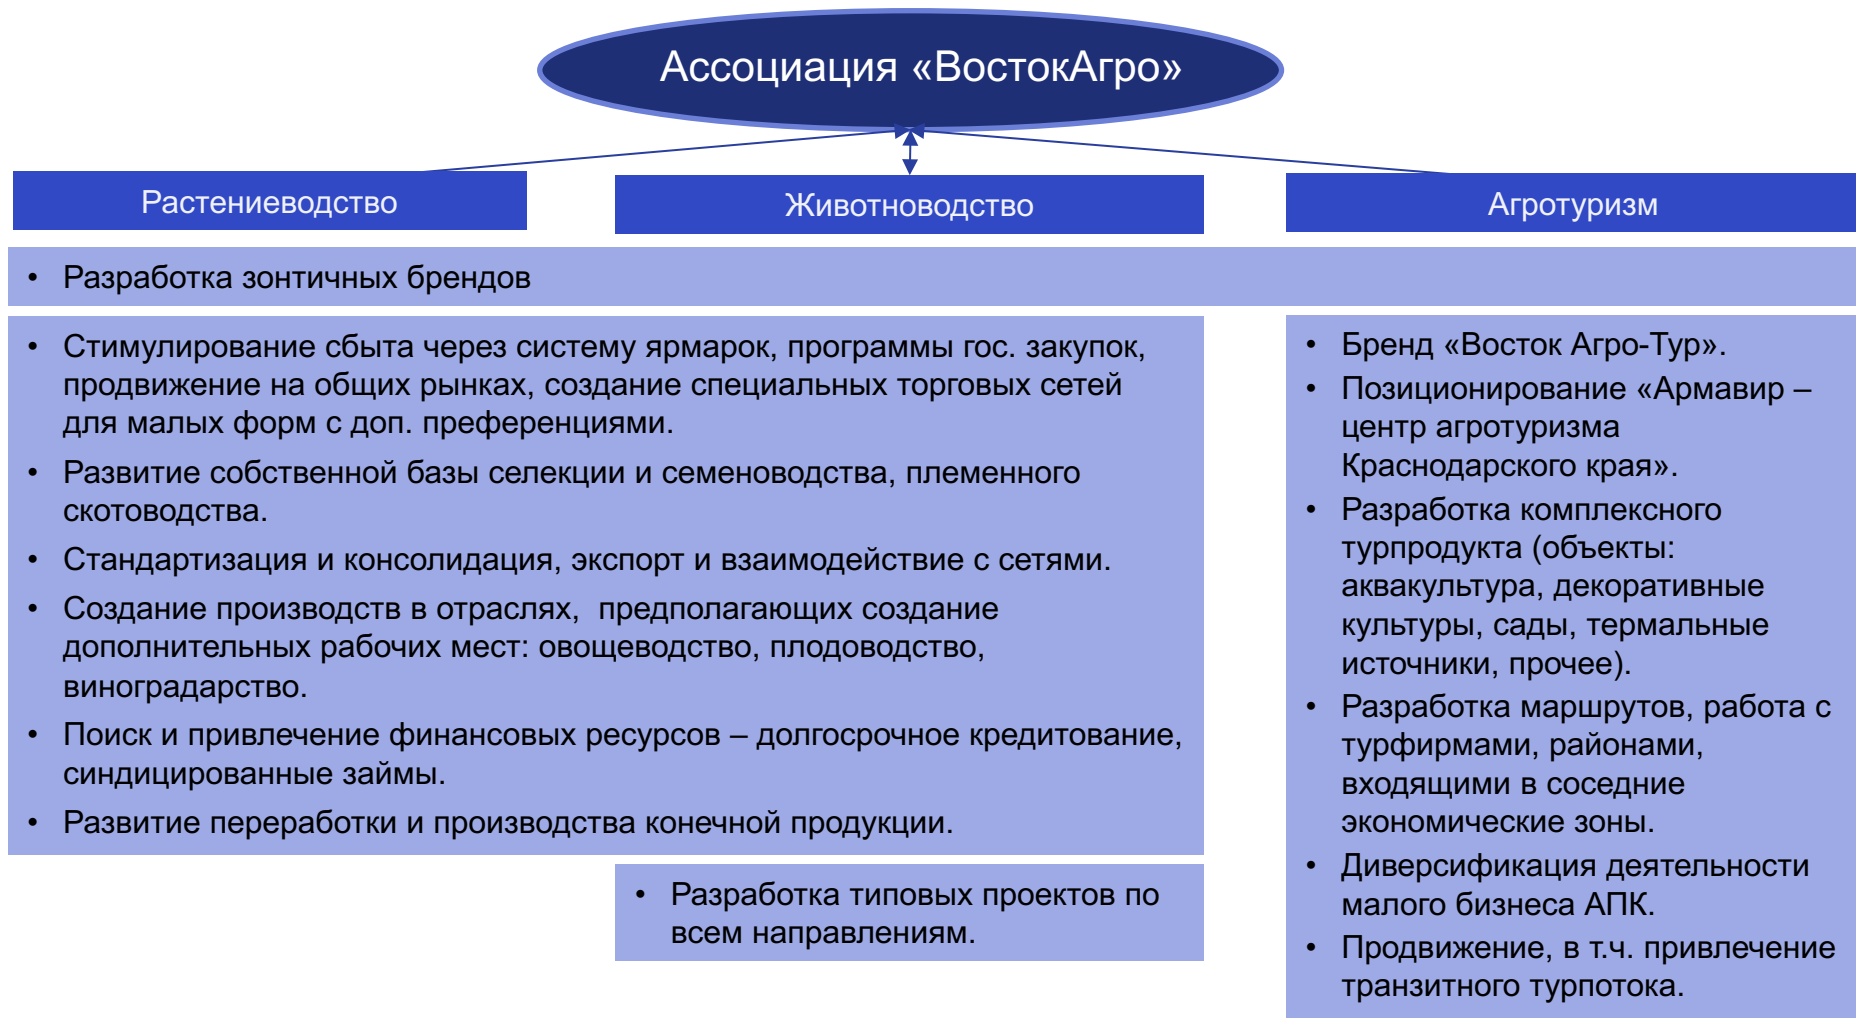 Ассоциация «ВостокАгро»
Растениеводство
Животноводство
Агротуризм
• Разработка зонтичных брендов
• Стимулирование сбыта через систему ярмарок, программы гос. закупок,
продвижение на общих рынках, создание специальных торговых сетей
для малых форм с доп. преференциями.
• Развитие собственной базы селекции и семеноводства, племенного
скотоводства.
• Стандартизация и консолидация, экспорт и взаимодействие с сетями.
• Создание производств в отраслях,  предполагающих создание
дополнительных рабочих мест: овощеводство, плодоводство,
виноградарство.
• Поиск и привлечение финансовых ресурсов – долгосрочное кредитование,
синдицированные займы.
• Развитие переработки и производства конечной продукции.
• Разработка типовых проектов по
всем направлениям.
• Бренд «Восток Агро-Тур».
• Позиционирование «Армавир –
центр агротуризма
Краснодарского края».
• Разработка комплексного
турпродукта (объекты:
аквакультура, декоративные
культуры, сады, термальные
источники, прочее).
• Разработка маршрутов, работа с
турфирмами, районами,
входящими в соседние
экономические зоны.
• Диверсификация деятельности
малого бизнеса АПК.
• Продвижение, в т.ч. привлечение
транзитного турпотока.